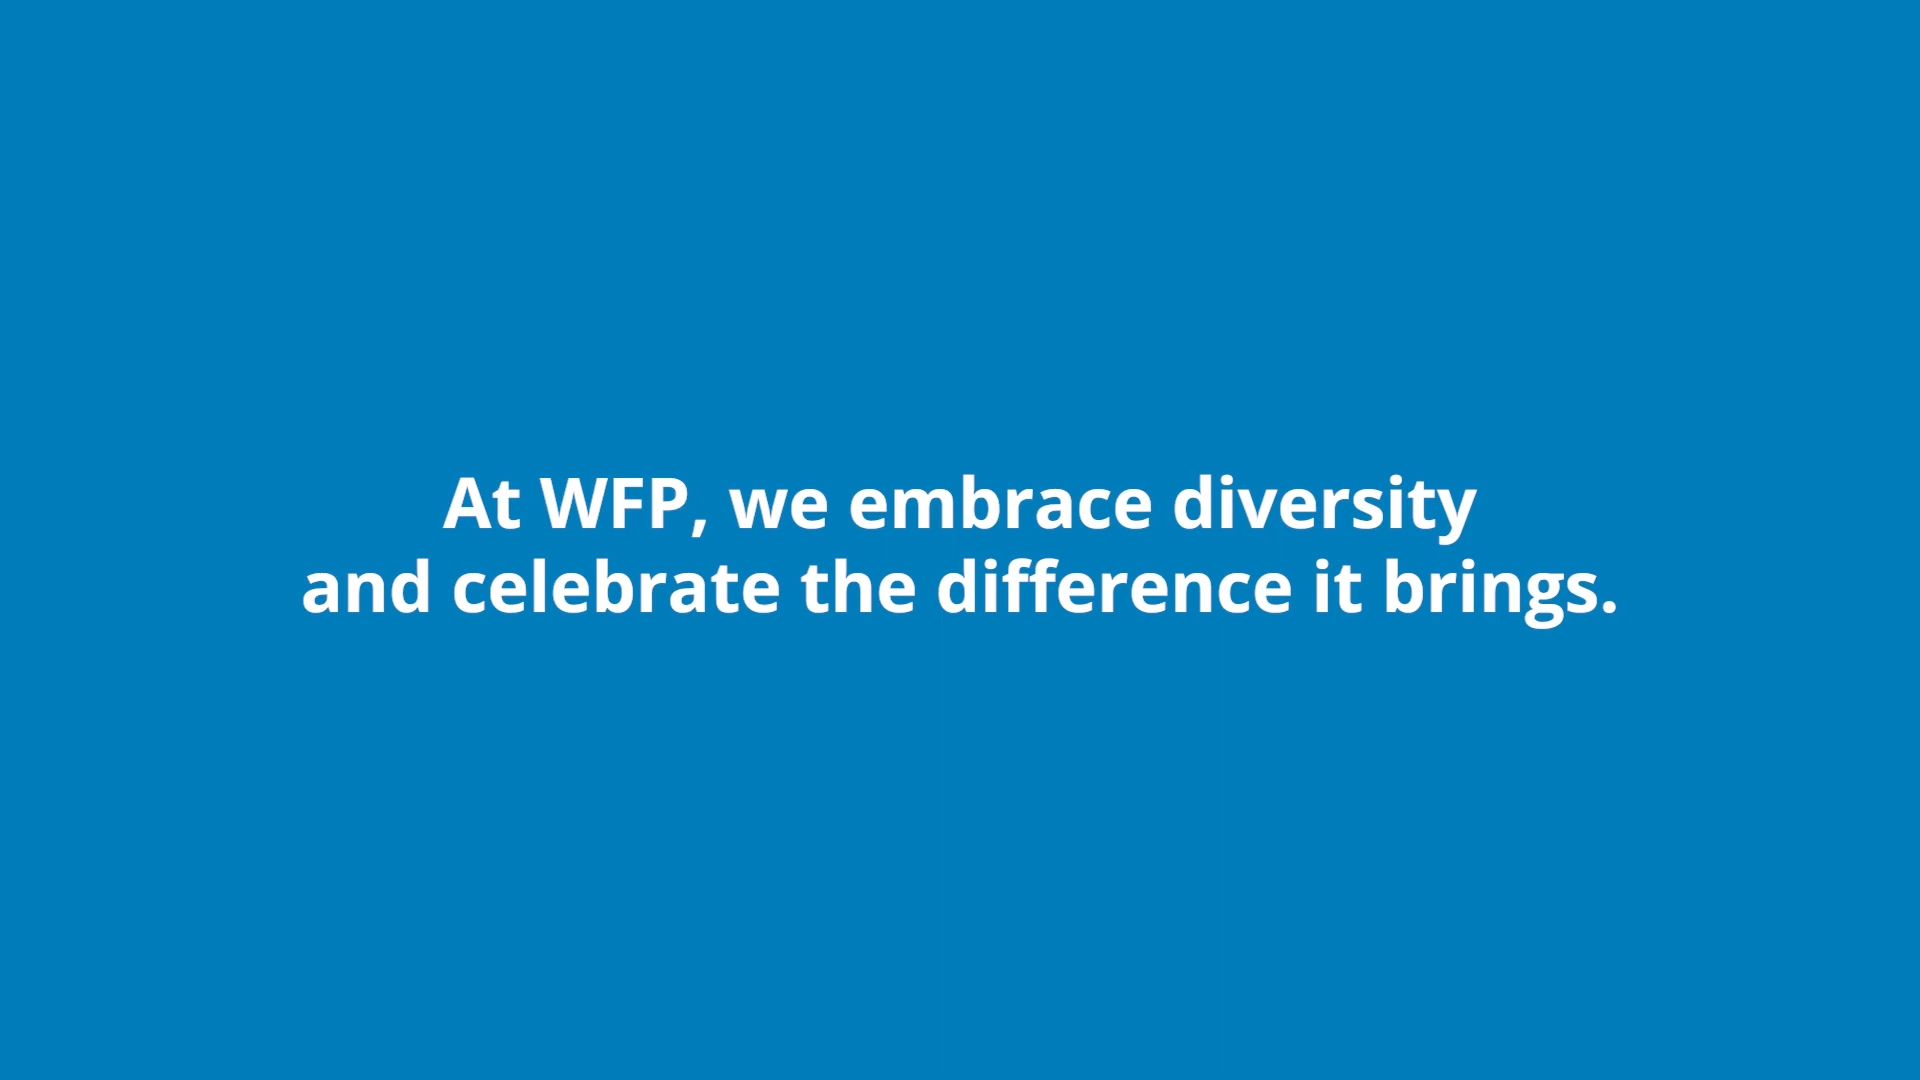 At WFP, we embrace diversity
and celebrate the difference it brings.